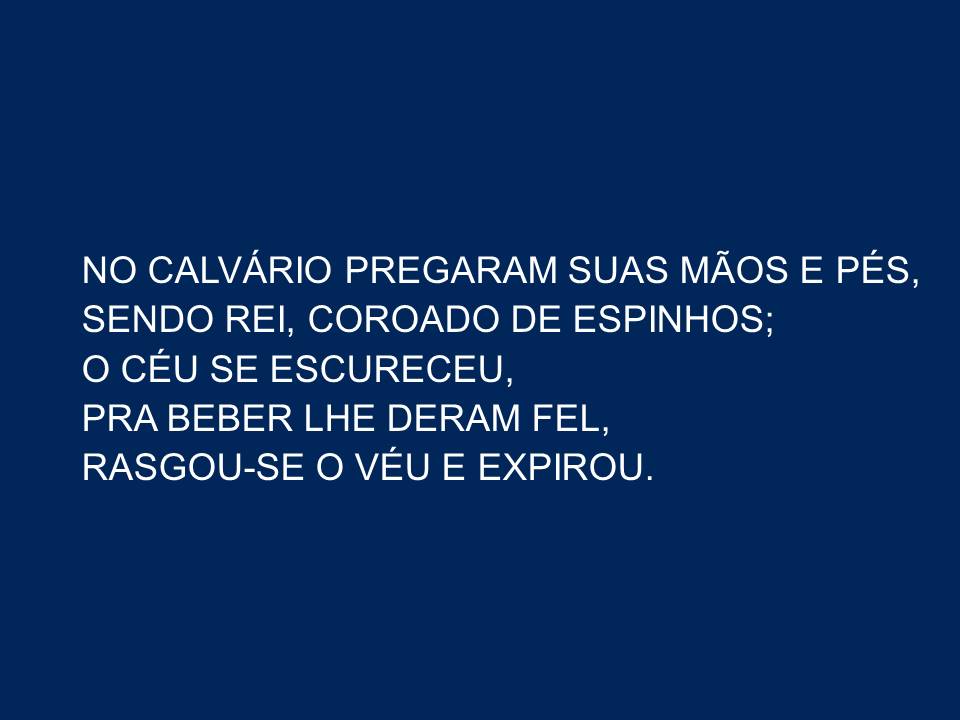 NO CALVÁRIO PREGARAM SUAS MÃOS E PÉS,
SENDO REI, COROADO DE ESPINHOS;
O CÉU SE ESCURECEU,
PRA BEBER LHE DERAM FEL,
RASGOU-SE O VÉU E EXPIROU.